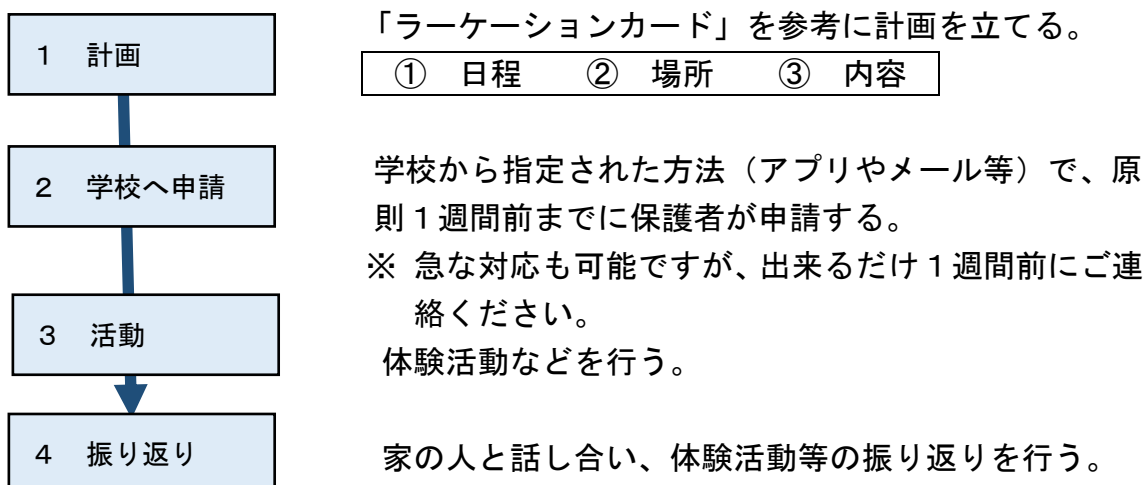 １　計画
「ラーケーションカード」を参考に計画を立てる。
①　日程　　②　場所　　③　内容
２　学校へ申請
学校から指定された方法（アプリやメール等）で、原
則１週間前までに保護者が申請する。
※ 急な対応も可能ですが、出来るだけ１週間前にご連
絡ください。
３　活動
体験活動などを行う。
４　振り返り
家の人と話し合い、体験活動等の振り返りを行う。